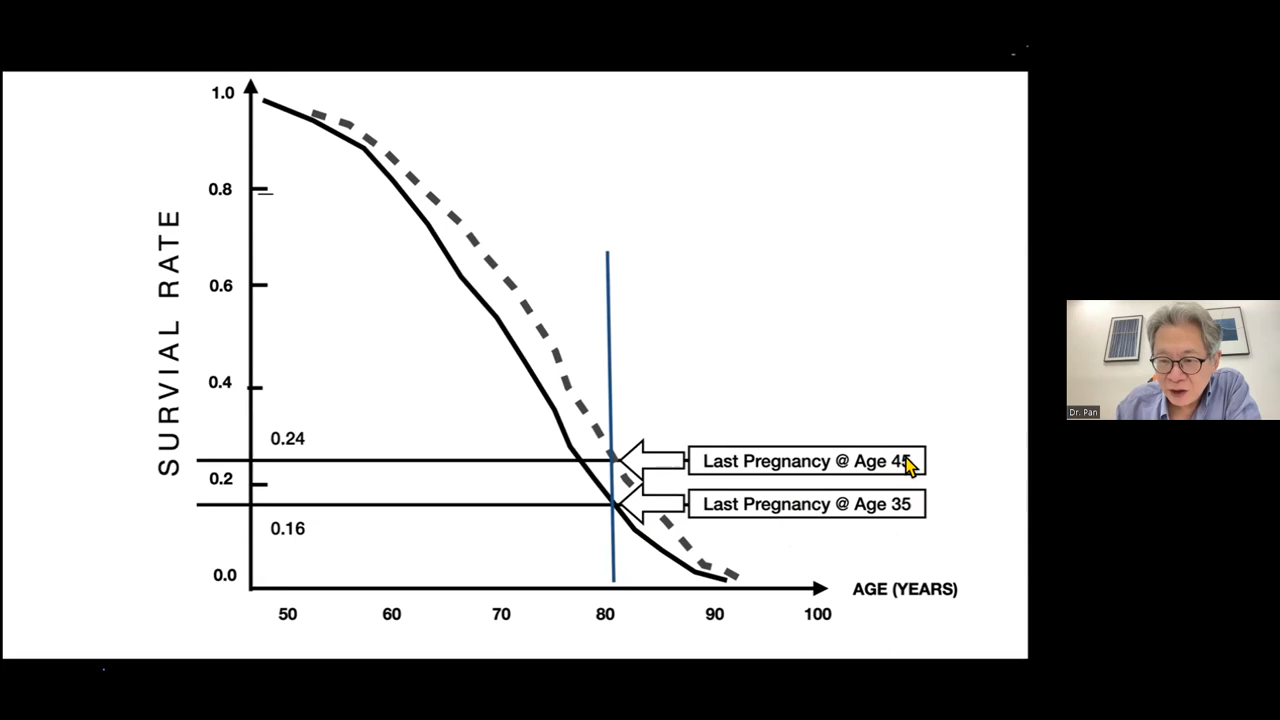 1.0
0.8
0.6
0.4
0.24
0.2
0.16
0.0
SURVIAL RATE
Last Pregnancy @ Age 45
Last Pregnancy @ Age 35
AGE (YEARS)
50 60 70 80 90 100
Dr. Pan